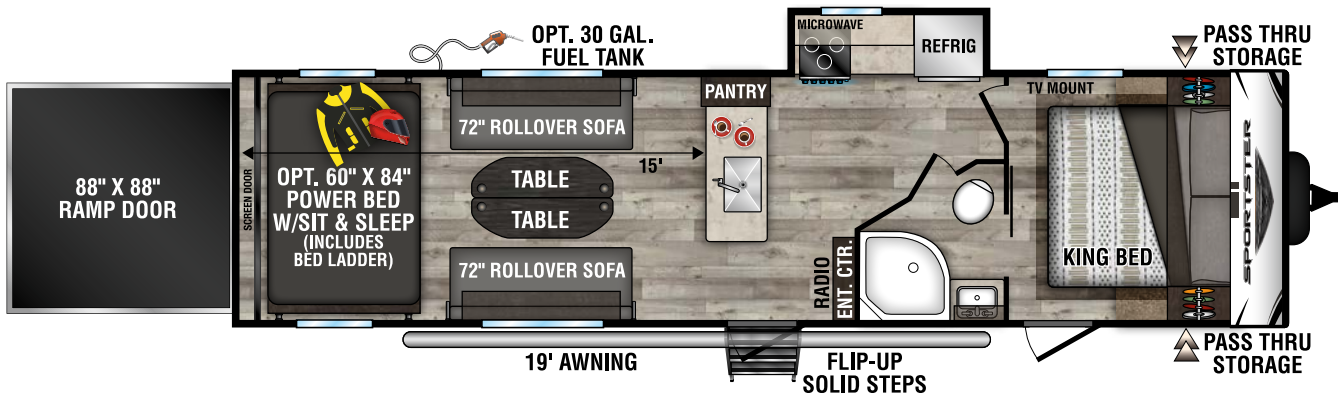 OPT. 30 GAL.
FUEL TANK
MICROWAVE
REFRIG
PASS THRU
STORAGE
88" X 88"
RAMP DOOR
SCREEN DOOR
OPT. 60" X 84"
POWER BED
W/SIT & SLEEP
(INCLUDES
BED LADDER)
72" ROLLOVER SOFA
15'
TABLE
TABLE
72" ROLLOVER SOFA
PANTRY
RADIO
ENT. CTR.
TV MOUNT
KING BED
SPORTSTER
19' AWNING
FLIP-UP
SOLID STEPS
PASS THRU
STORAGE